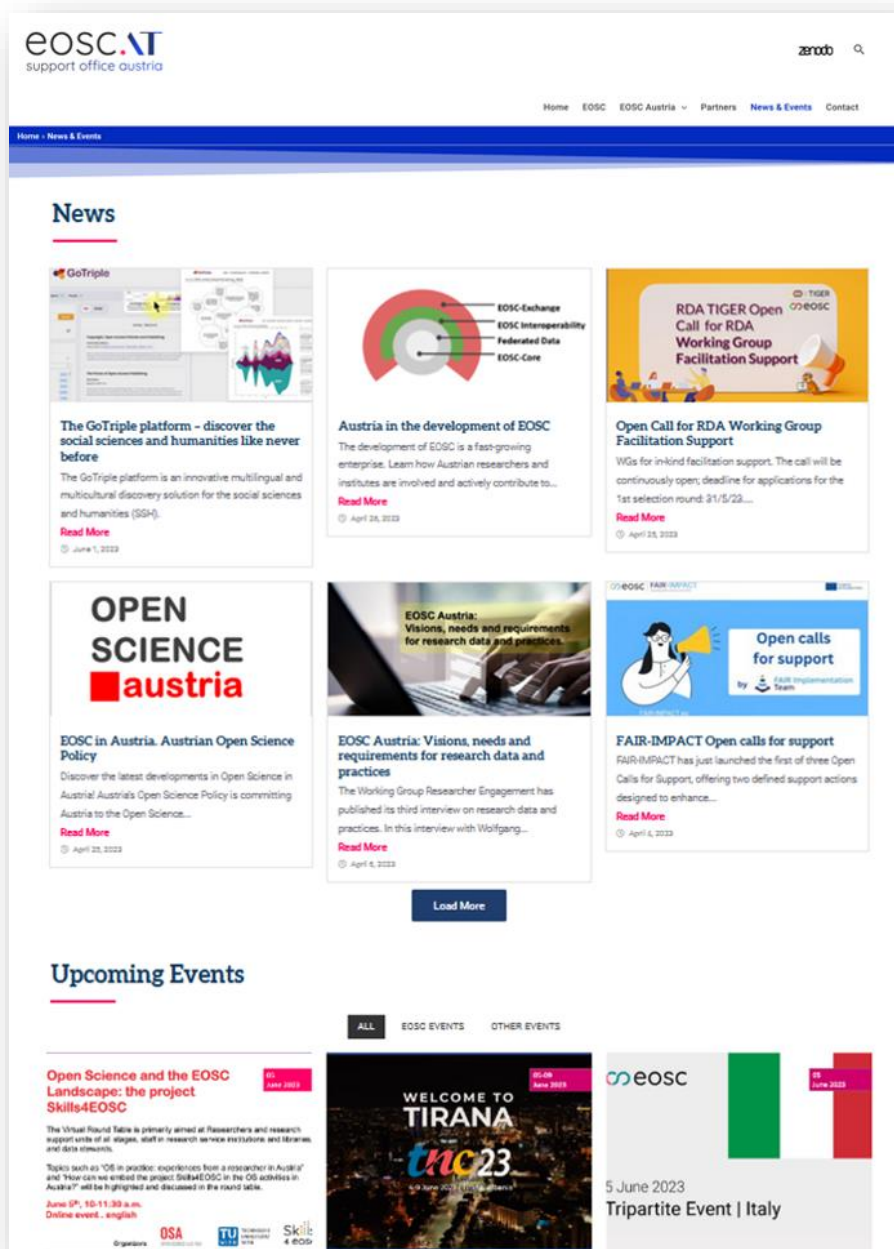 eosc.AT
support office austria
zenodo
Home EOSC EOSC Austria Partners News & Events Contact
Home » News & Events
News
GoTriple
The GoTriple platform – discover the
social sciences and humanities like never
before
The GoTriple platform is an innovative multilingual and
multicultural discovery solution for the social sciences
and humanities (SSH).
Read More
June 1, 2023
EOSC-Exchange
EOSC Interoperability
Federated Data
EOSC-Core
Austria in the development of EOSC
The development of EOSC is a fast-growing
enterprise. Learn how Austrian researchers and
institutes are involved and actively contribute to...
Read More
April 26, 2023
TIGER
eosc
RDA TIGER Open
Call for RDA
Working Group
Facilitation Support
Open Call for RDA Working Group
Facilitation Support
WGs for in-kind facilitation support. The call will be
continuously open; deadline for applications for the
1st selection round: 31/5/23....
Read More
April 25, 2023
OPEN
SCIENCE
austria
EOSC in Austria. Austrian Open Science
Policy
Discover the latest developments in Open Science in
Austria! Austria's Open Science Policy is committing
Austria to the Open Science...
Read More
April 25, 2023
EOSC Austria:
Visions, needs and requirements
for research data and practices
EOSC Austria: Visions, needs and
requirements for research data and
practices
The Working Group Researcher Engagement has
published its third interview on research data and
practices. In this interview with Wolfgang...
Read More
April 6, 2023
eosc FAIR-IMPACT
Open calls
for support
by FAIR Implementation
Team
FAIR-IMPACT Open calls for support
FAIR-IMPACT has just launched the first of three Open
Calls for Support, offering two defined support actions
designed to enhance...
Read More
April 4, 2023
Load More
Upcoming Events
ALL EOSC EVENTS OTHER EVENTS
Open Science and the EOSC
Landscape: the project
Skills4EOSC
05
June 2023
The Virtual Round Table is primarily aimed at Researchers and research
support units of all stages, staff in research service institutions and libraries
and data stewards.
Topics such as "OS in practice: experiences from a researcher in Austria"
and "How can we embed the project Skills4EOSC in the OS activities in
Austria?" will be highlighted and discussed in the round table.
June 5th, 10-11:30 a.m.
Online event - english
Organizers
OSA
TU
WIEN
Skills
4 eosc
05-09
June 2023
WELCOME TO
TIRANA
tnc23
eosc
05
June 2023
5 June 2023
Tripartite Event | Italy